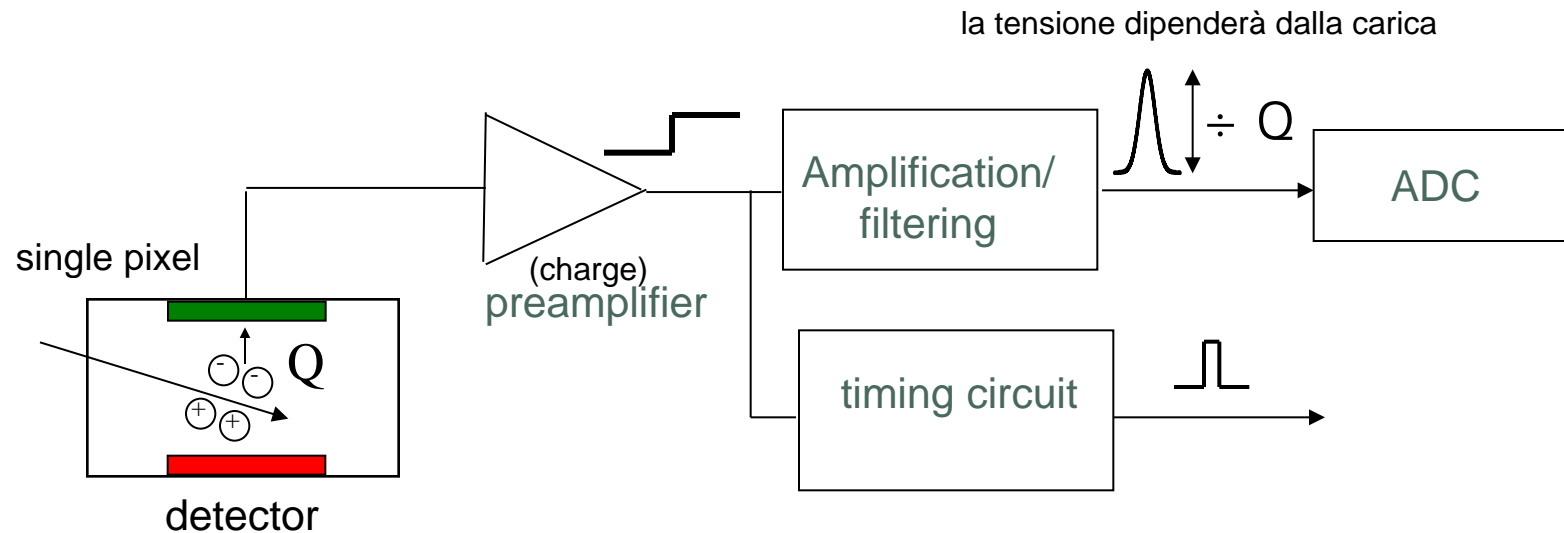 la tensione dipenderà dalla carica
÷ Q
Amplification/
filtering
ADC
single pixel
(charge)
preamplifier
- -
Q
+ +
timing circuit
detector